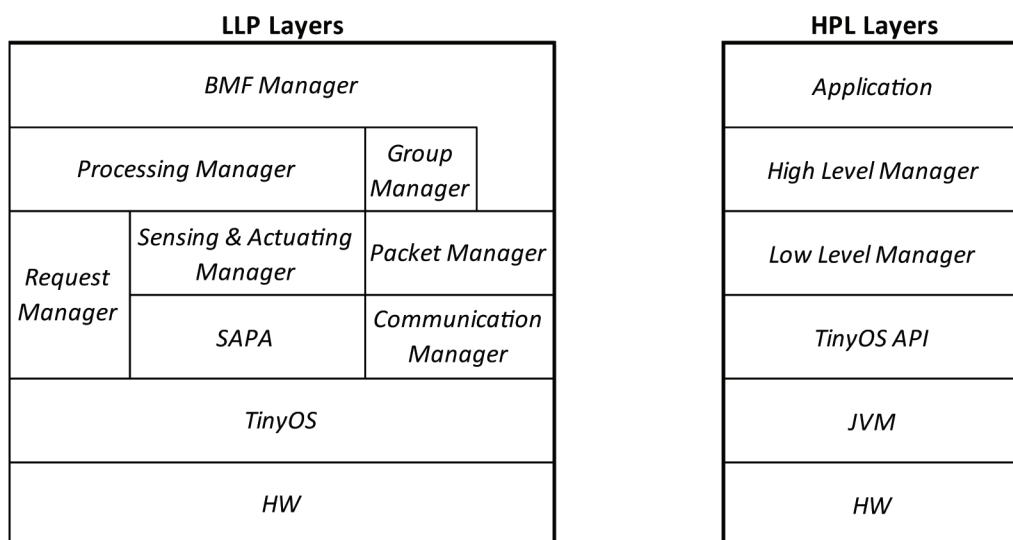 LLP Layers
BMF Manager
Processing Manager
Group
Manager
Request
Manager
Sensing & Actuating
Manager
Packet Manager
SAPA
Communication
Manager
TinyOS
HW
HPL Layers
Application
High Level Manager
Low Level Manager
TinyOS API
JVM
HW